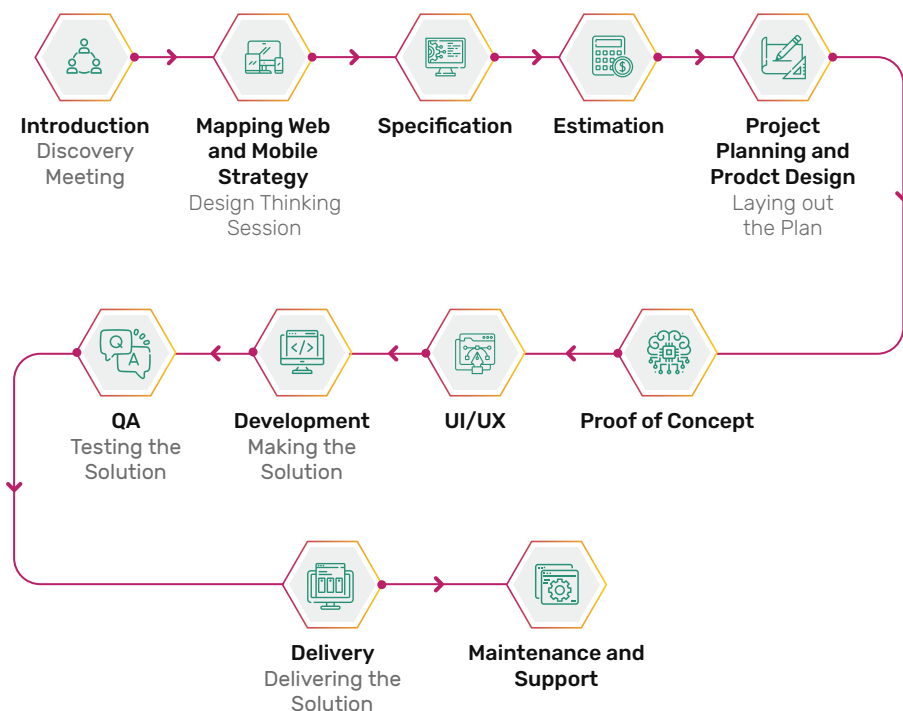 Introduction
Discovery
Meeting
Mapping Web
and Mobile
Strategy
Design Thinking
Session
Specification
Estimation
Project
Planning and
Prodct Design
Laying out
the Plan
Proof of Concept
UI/UX
</>
Development
Making the
Solution
Q
A
QA
Testing the
Solution
Delivery
Delivering the
Solution
Maintenance and
Support
$